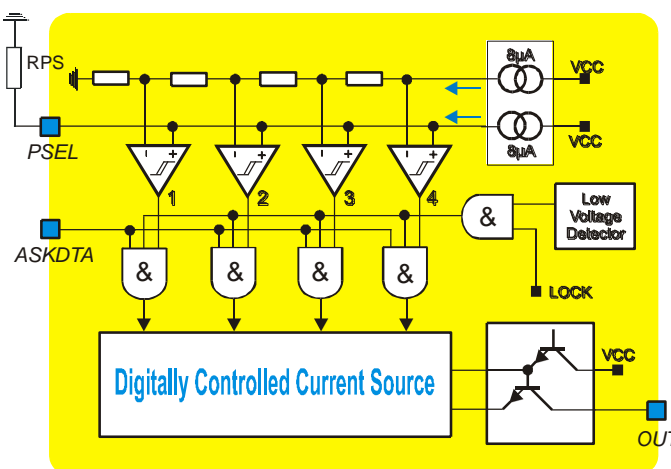 RPS
8µA
VCC
VCC
8µA
PSEL
- +
- +
- +
- +
1
2
3
4
ASKDTA
&
Low
Voltage
Detector
&
&
&
&
LOCK
Digitally Controlled Current Source
VCC
OUT